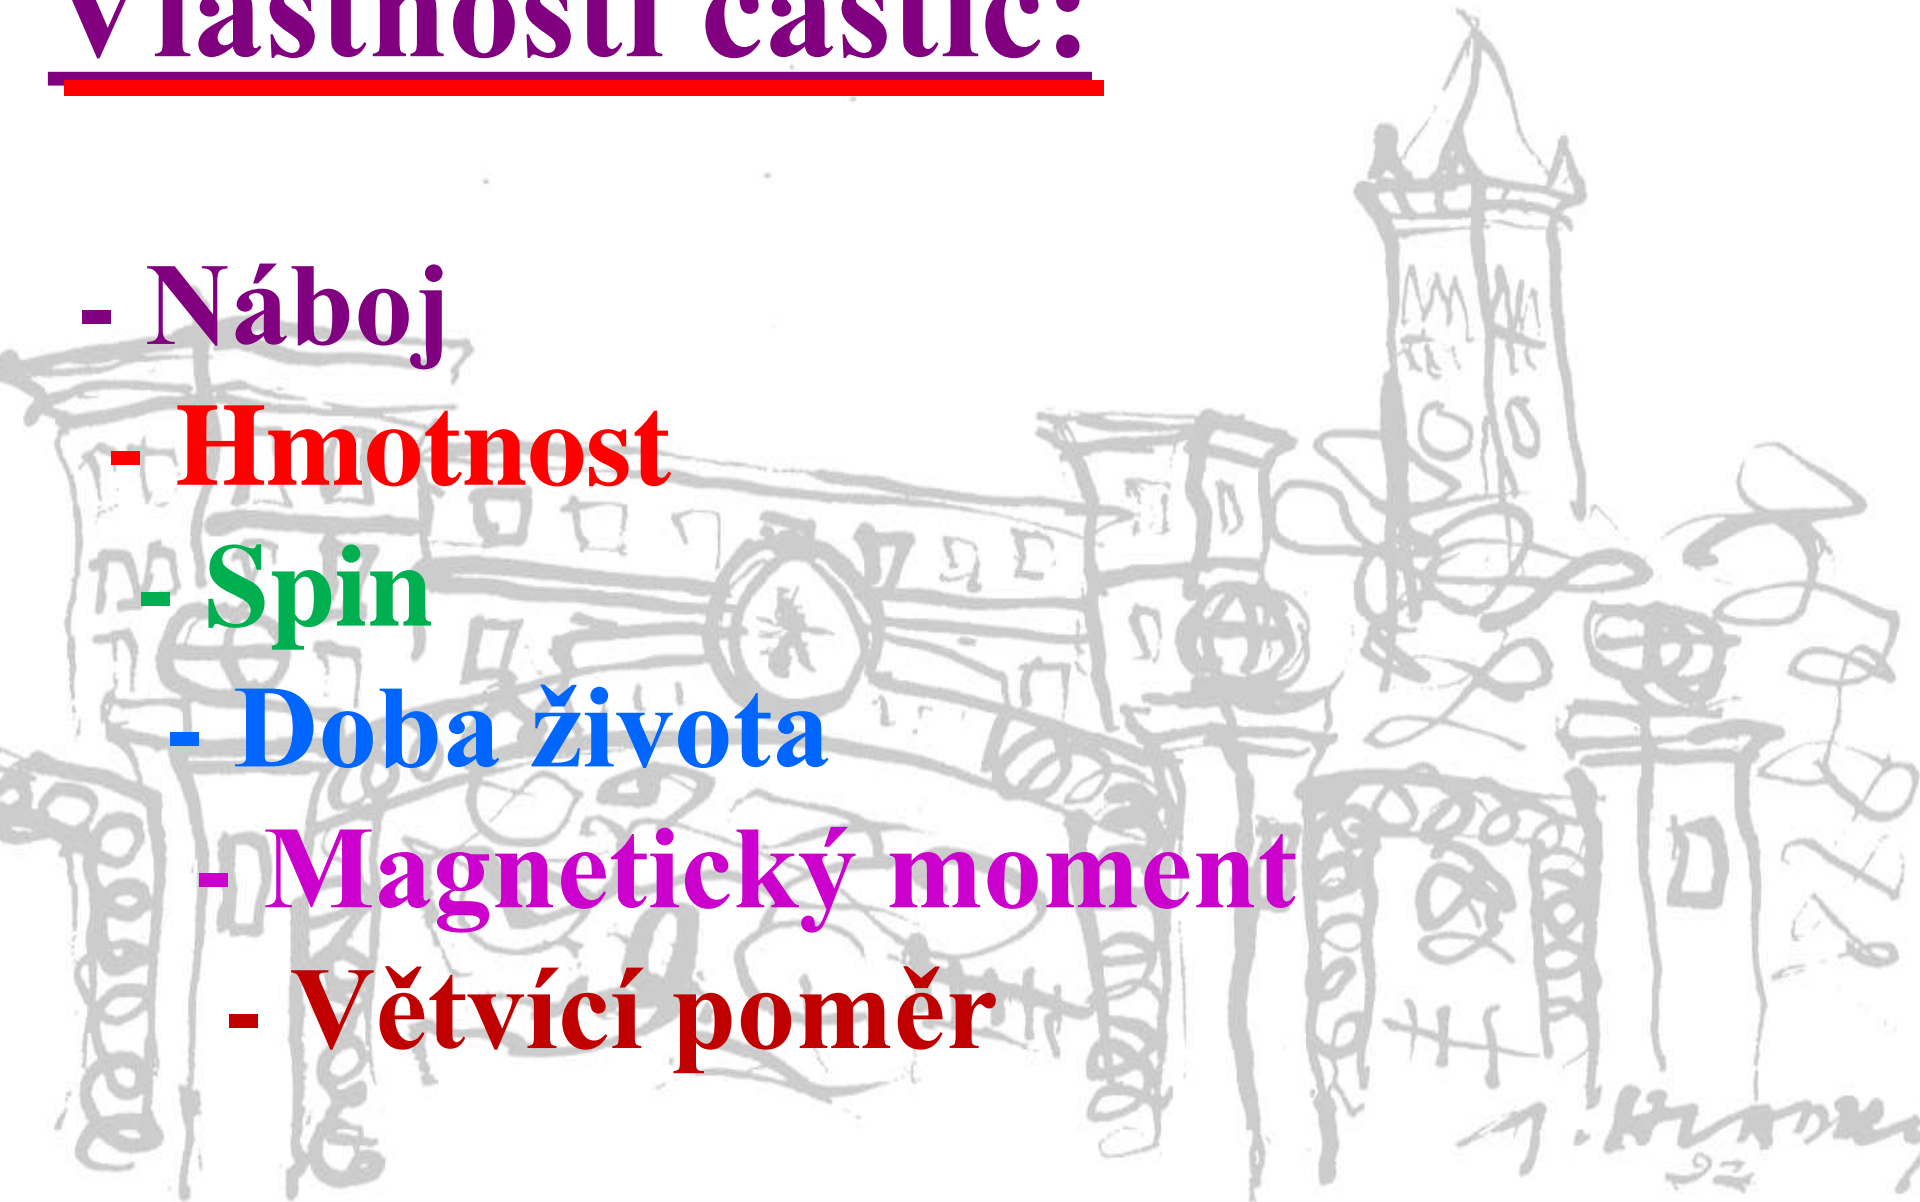 Vlastnosti částic:
- Náboj
- Hmotnost
- Spin
- Doba života
- Magnetický moment
- Větvící poměr